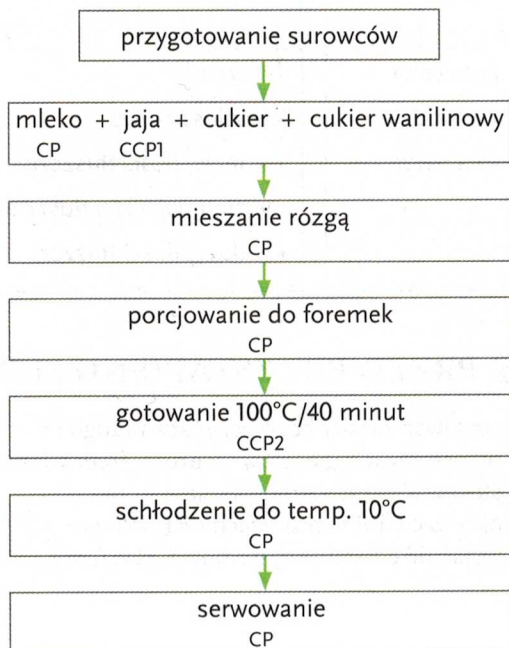 przygotowanie surowców
mleko + jaja + cukier + cukier wanilinowy
CP CCP1
mieszanie rózgą
CP
porcjowanie do foremek
CP
gotowanie 100°C/40 minut
CCP2
schłodzenie do temp. 10°C
CP
serwowanie
CP